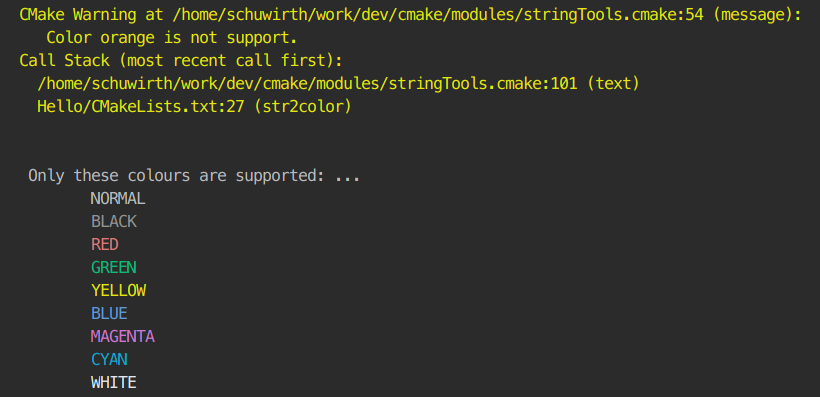 CMake Warning at /home/schuwirth/work/dev/cmake/modules/stringTools.cmake:54 (message):
Color orange is not support.
Call Stack (most recent call first):
/home/schuwirth/work/dev/cmake/modules/stringTools.cmake:101 (text)
Hello/CMakeLists.txt:27 (str2color)
Only these colours are supported: ...
NORMAL
BLACK
RED
GREEN
YELLOW
BLUE
MAGENTA
CYAN
WHITE